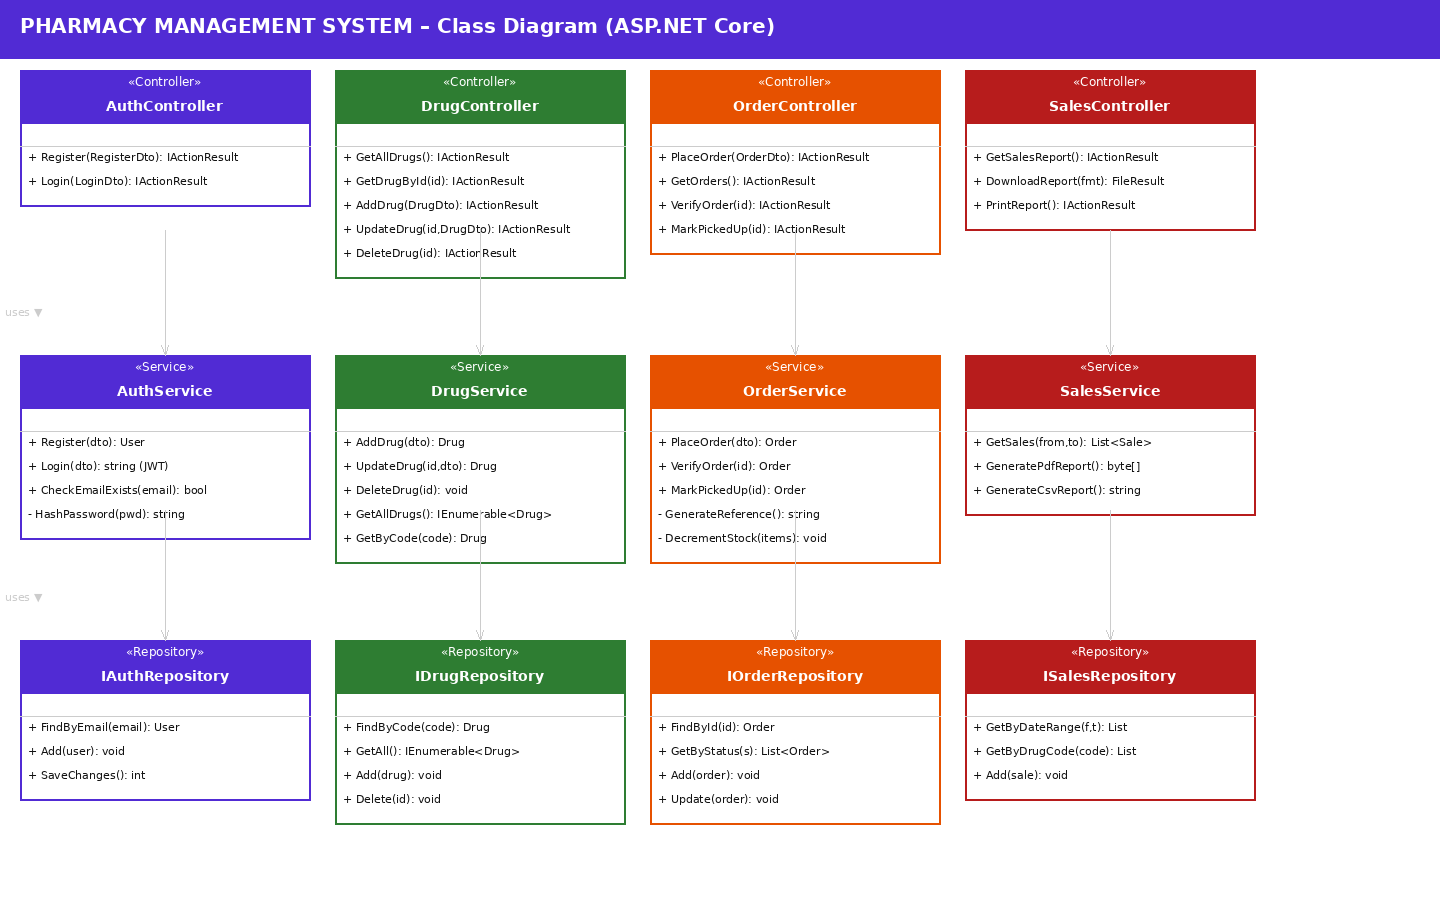 PHARMACY MANAGEMENT SYSTEM – Class Diagram (ASP.NET Core)
«Controller»
AuthController
+ Register(RegisterDto): IActionResult
+ Login(LoginDto): IActionResult
«Controller»
DrugController
+ GetAllDrugs(): IActionResult
+ GetDrugById(id): IActionResult
+ AddDrug(DrugDto): IActionResult
+ UpdateDrug(id,DrugDto): IActionResult
+ DeleteDrug(id): IActionResult
«Controller»
OrderController
+ PlaceOrder(OrderDto): IActionResult
+ GetOrders(): IActionResult
+ VerifyOrder(id): IActionResult
+ MarkPickedUp(id): IActionResult
«Controller»
SalesController
+ GetSalesReport(): IActionResult
+ DownloadReport(fmt): FileResult
+ PrintReport(): IActionResult
uses ▼
«Service»
AuthService
+ Register(dto): User
+ Login(dto): string (JWT)
+ CheckEmailExists(email): bool
- HashPassword(pwd): string
«Service»
DrugService
+ AddDrug(dto): Drug
+ UpdateDrug(id,dto): Drug
+ DeleteDrug(id): void
+ GetAllDrugs(): IEnumerable<Drug>
+ GetByCode(code): Drug
«Service»
OrderService
+ PlaceOrder(dto): Order
+ VerifyOrder(id): Order
+ MarkPickedUp(id): Order
- GenerateReference(): string
- DecrementStock(items): void
«Service»
SalesService
+ GetSales(from,to): List<Sale>
+ GeneratePdfReport(): byte[]
+ GenerateCsvReport(): string
uses ▼
«Repository»
IAuthRepository
+ FindByEmail(email): User
+ Add(user): void
+ SaveChanges(): int
«Repository»
IDrugRepository
+ FindByCode(code): Drug
+ GetAll(): IEnumerable<Drug>
+ Add(drug): void
+ Delete(id): void
«Repository»
IOrderRepository
+ FindById(id): Order
+ GetByStatus(s): List<Order>
+ Add(order): void
+ Update(order): void
«Repository»
ISalesRepository
+ GetByDateRange(f,t): List
+ GetByDrugCode(code): List
+ Add(sale): void